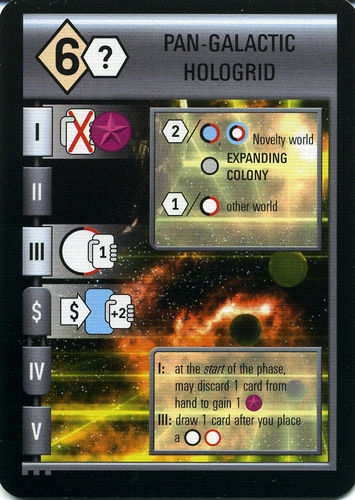 6 ?
PAN-GALACTIC
HOLOGRID
I
II
III 1
$ $ +2
IV
V
2 / Novelty world
EXPANDING
COLONY
1 / other world
I: at the start of the phase,
may discard 1 card from
hand to gain 1
III: draw 1 card after you place
a